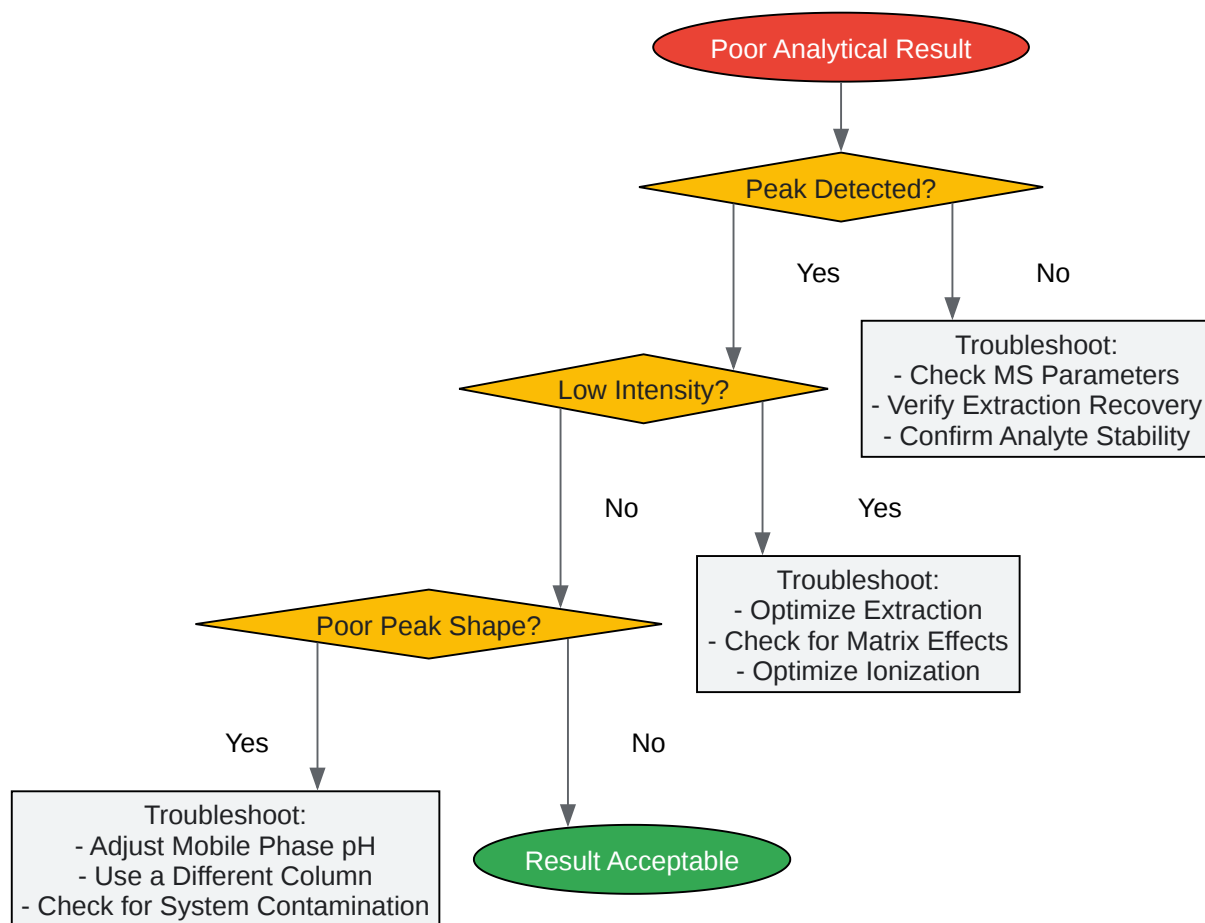 Poor Analytical Result
Peak Detected?
Yes
No
Troubleshoot:
- Check MS Parameters
- Verify Extraction Recovery
- Confirm Analyte Stability
Low Intensity?
No
Yes
Troubleshoot:
- Optimize Extraction
- Check for Matrix Effects
- Optimize Ionization
Poor Peak Shape?
Yes
No
Troubleshoot:
- Adjust Mobile Phase pH
- Use a Different Column
- Check for System Contamination
Result Acceptable